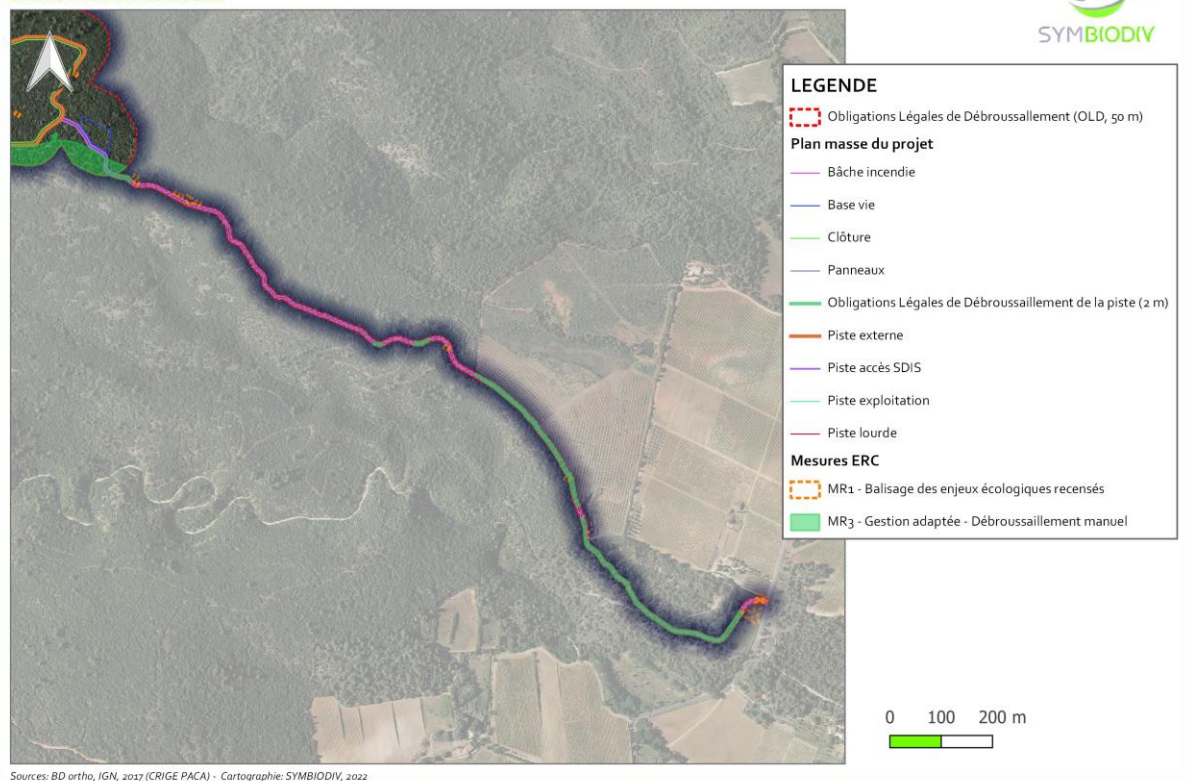 SYMBIODIV
LEGENDE
Obligations Légales de Débroussallement (OLD, 50 m)
Plan masse du projet
Bâche incendie
Base vie
Clôture
Panneaux
Obligations Légales de Débroussaillement de la piste (2 m)
Piste externe
Piste accès SDIS
Piste exploitation
Piste lourde
Mesures ERC
MR1 - Balisage des enjeux écologiques recensés
MR3 - Gestion adaptée - Débroussaillement manuel
0 100 200 m
Sources: BD ortho, IGN, 2017 (CRIGE PACA) - Cartographie: SYMBIODIV, 2022